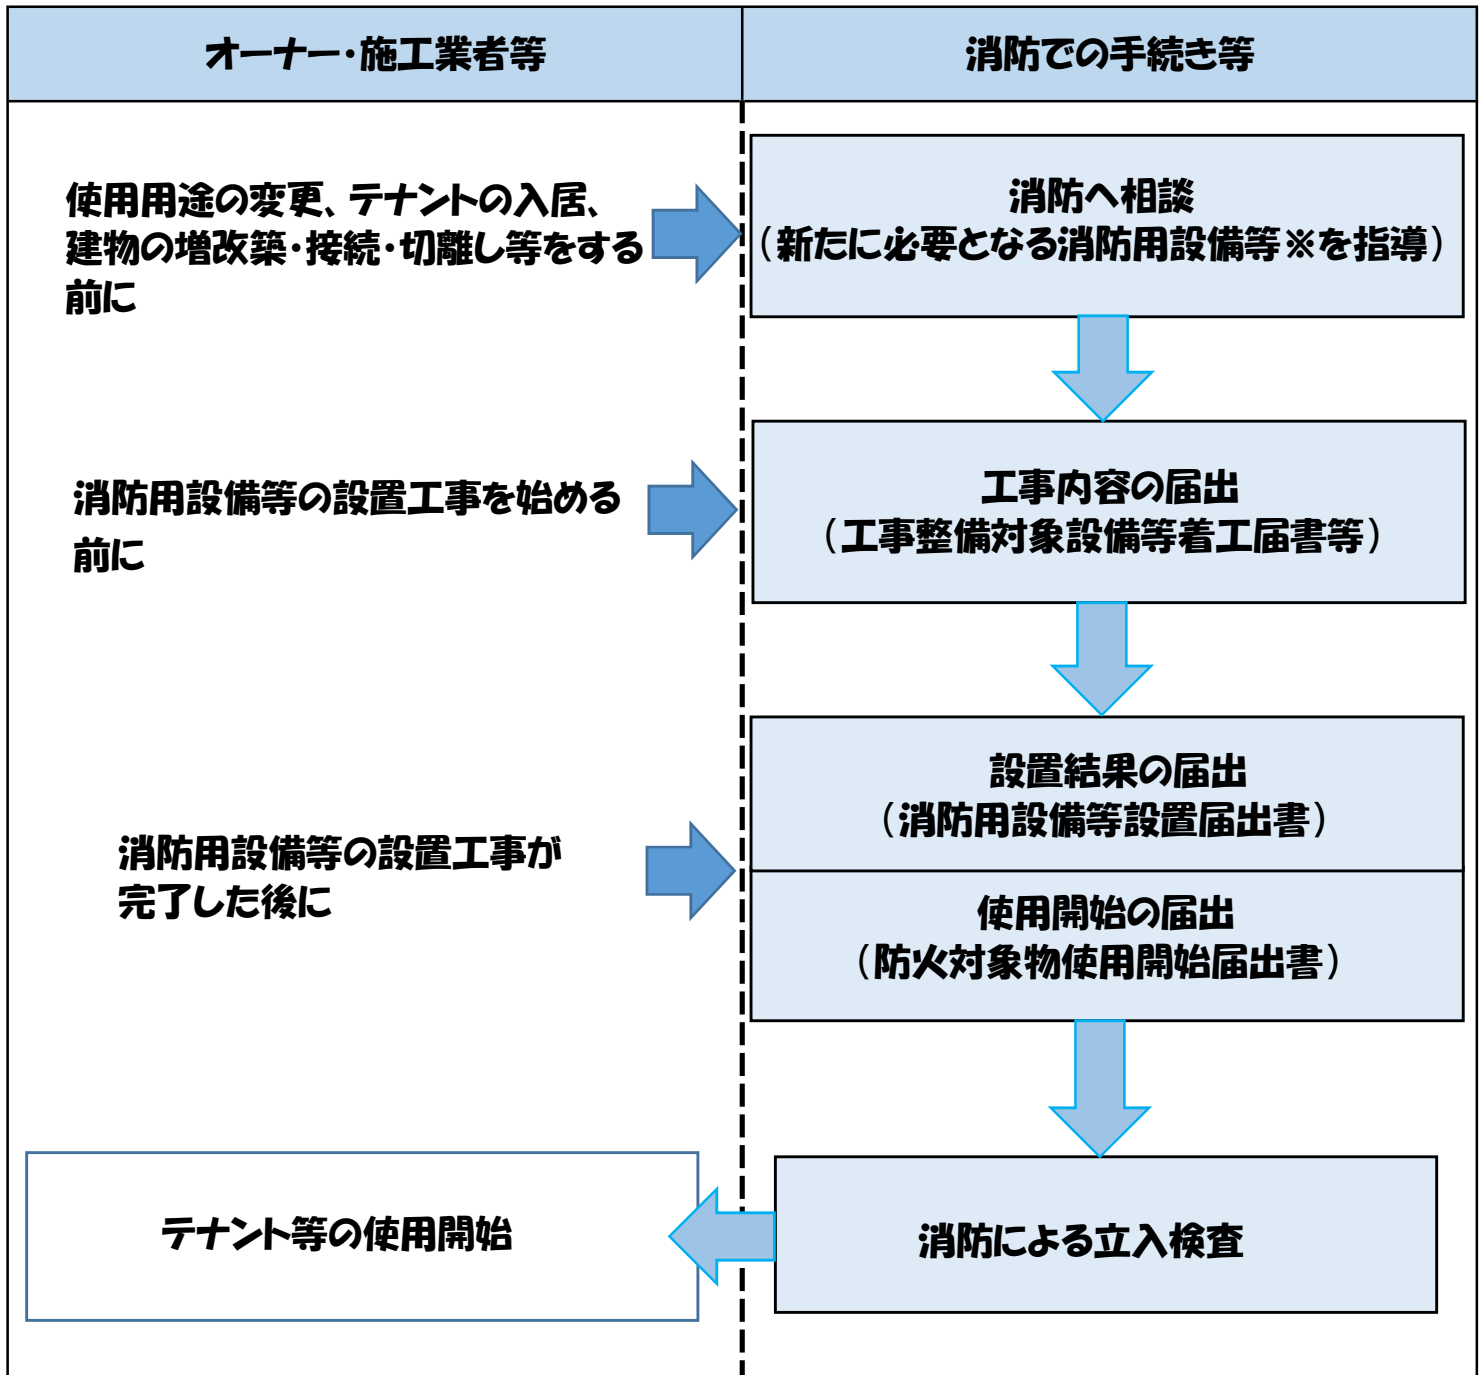 オーナー・施工業者等
消防での手続き等
使用用途の変更、テナントの入居、
建物の増改築・接続・切離し等をする
前に
消防へ相談
（新たに必要となる消防用設備等※を指導）
消防用設備等の設置工事を始める
前に
工事内容の届出
（工事整備対象設備等着工届書等）
消防用設備等の設置工事が
完了した後に
設置結果の届出
（消防用設備等設置届出書）
使用開始の届出
（防火対象物使用開始届出書）
テナント等の使用開始
消防による立入検査